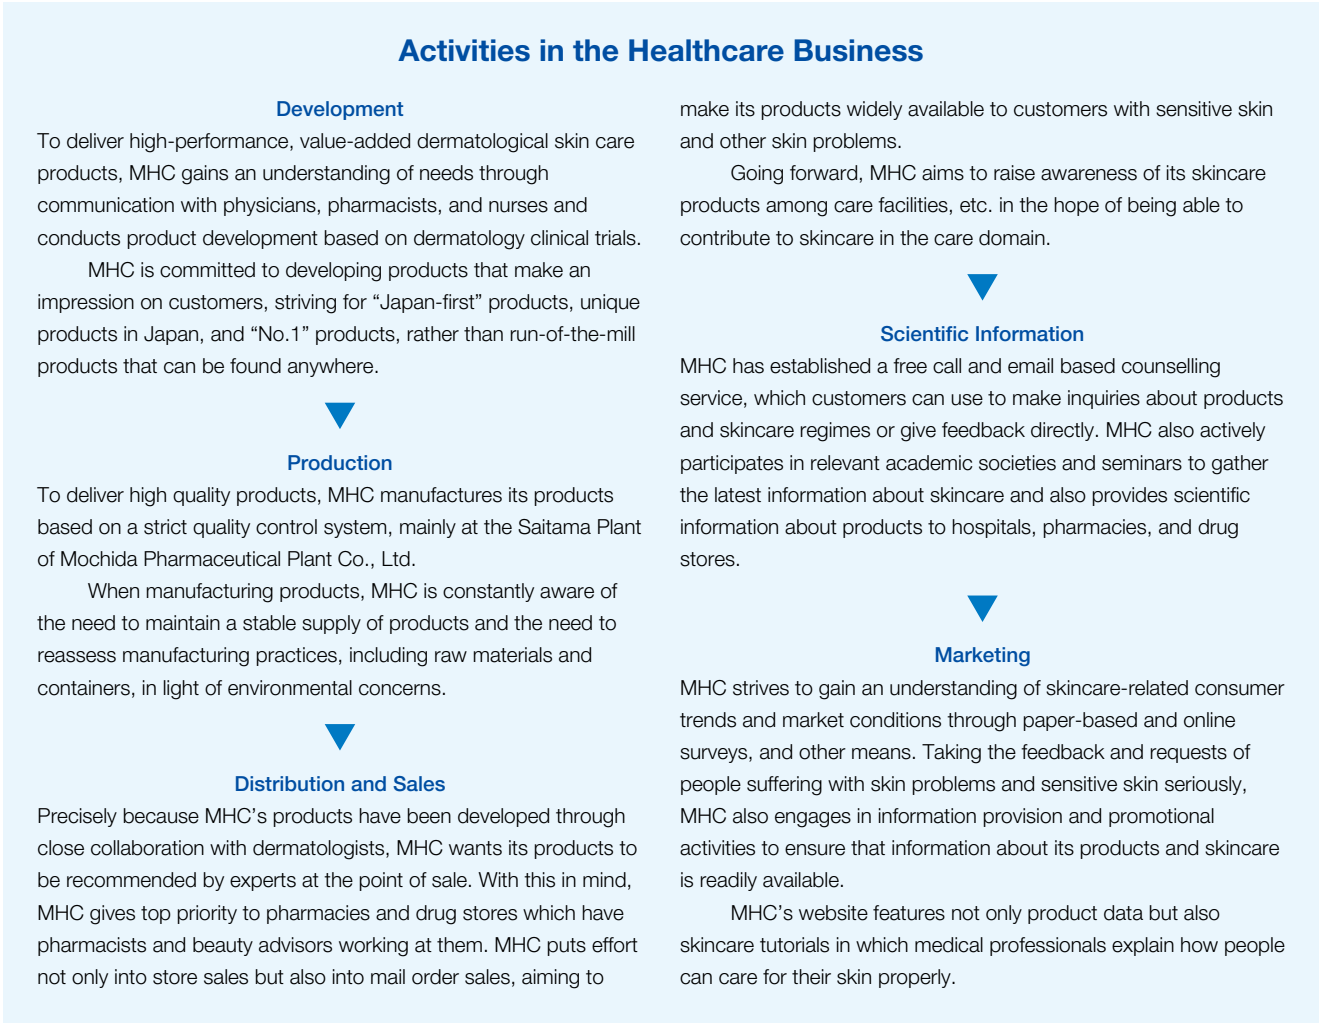 Activities in the Healthcare Business
Development
To deliver high-performance, value-added dermatological skin care
products, MHC gains an understanding of needs through
communication with physicians, pharmacists, and nurses and
conducts product development based on dermatology clinical trials.
MHC is committed to developing products that make an
impression on customers, striving for “Japan-first” products, unique
products in Japan, and “No.1” products, rather than run-of-the-mill
products that can be found anywhere.
Production
To deliver high quality products, MHC manufactures its products
based on a strict quality control system, mainly at the Saitama Plant
of Mochida Pharmaceutical Plant Co., Ltd.
When manufacturing products, MHC is constantly aware of
the need to maintain a stable supply of products and the need to
reassess manufacturing practices, including raw materials and
containers, in light of environmental concerns.
Distribution and Sales
Precisely because MHC’s products have been developed through
close collaboration with dermatologists, MHC wants its products to
be recommended by experts at the point of sale. With this in mind,
MHC gives top priority to pharmacies and drug stores which have
pharmacists and beauty advisors working at them. MHC puts effort
not only into store sales but also into mail order sales, aiming to
make its products widely available to customers with sensitive skin
and other skin problems.
Going forward, MHC aims to raise awareness of its skincare
products among care facilities, etc. in the hope of being able to
contribute to skincare in the care domain.
Scientific Information
MHC has established a free call and email based counselling
service, which customers can use to make inquiries about products
and skincare regimes or give feedback directly. MHC also actively
participates in relevant academic societies and seminars to gather
the latest information about skincare and also provides scientific
information about products to hospitals, pharmacies, and drug
stores.
Marketing
MHC strives to gain an understanding of skincare-related consumer
trends and market conditions through paper-based and online
surveys, and other means. Taking the feedback and requests of
people suffering with skin problems and sensitive skin seriously,
MHC also engages in information provision and promotional
activities to ensure that information about its products and skincare
is readily available.
MHC’s website features not only product data but also
skincare tutorials in which medical professionals explain how people
can care for their skin properly.